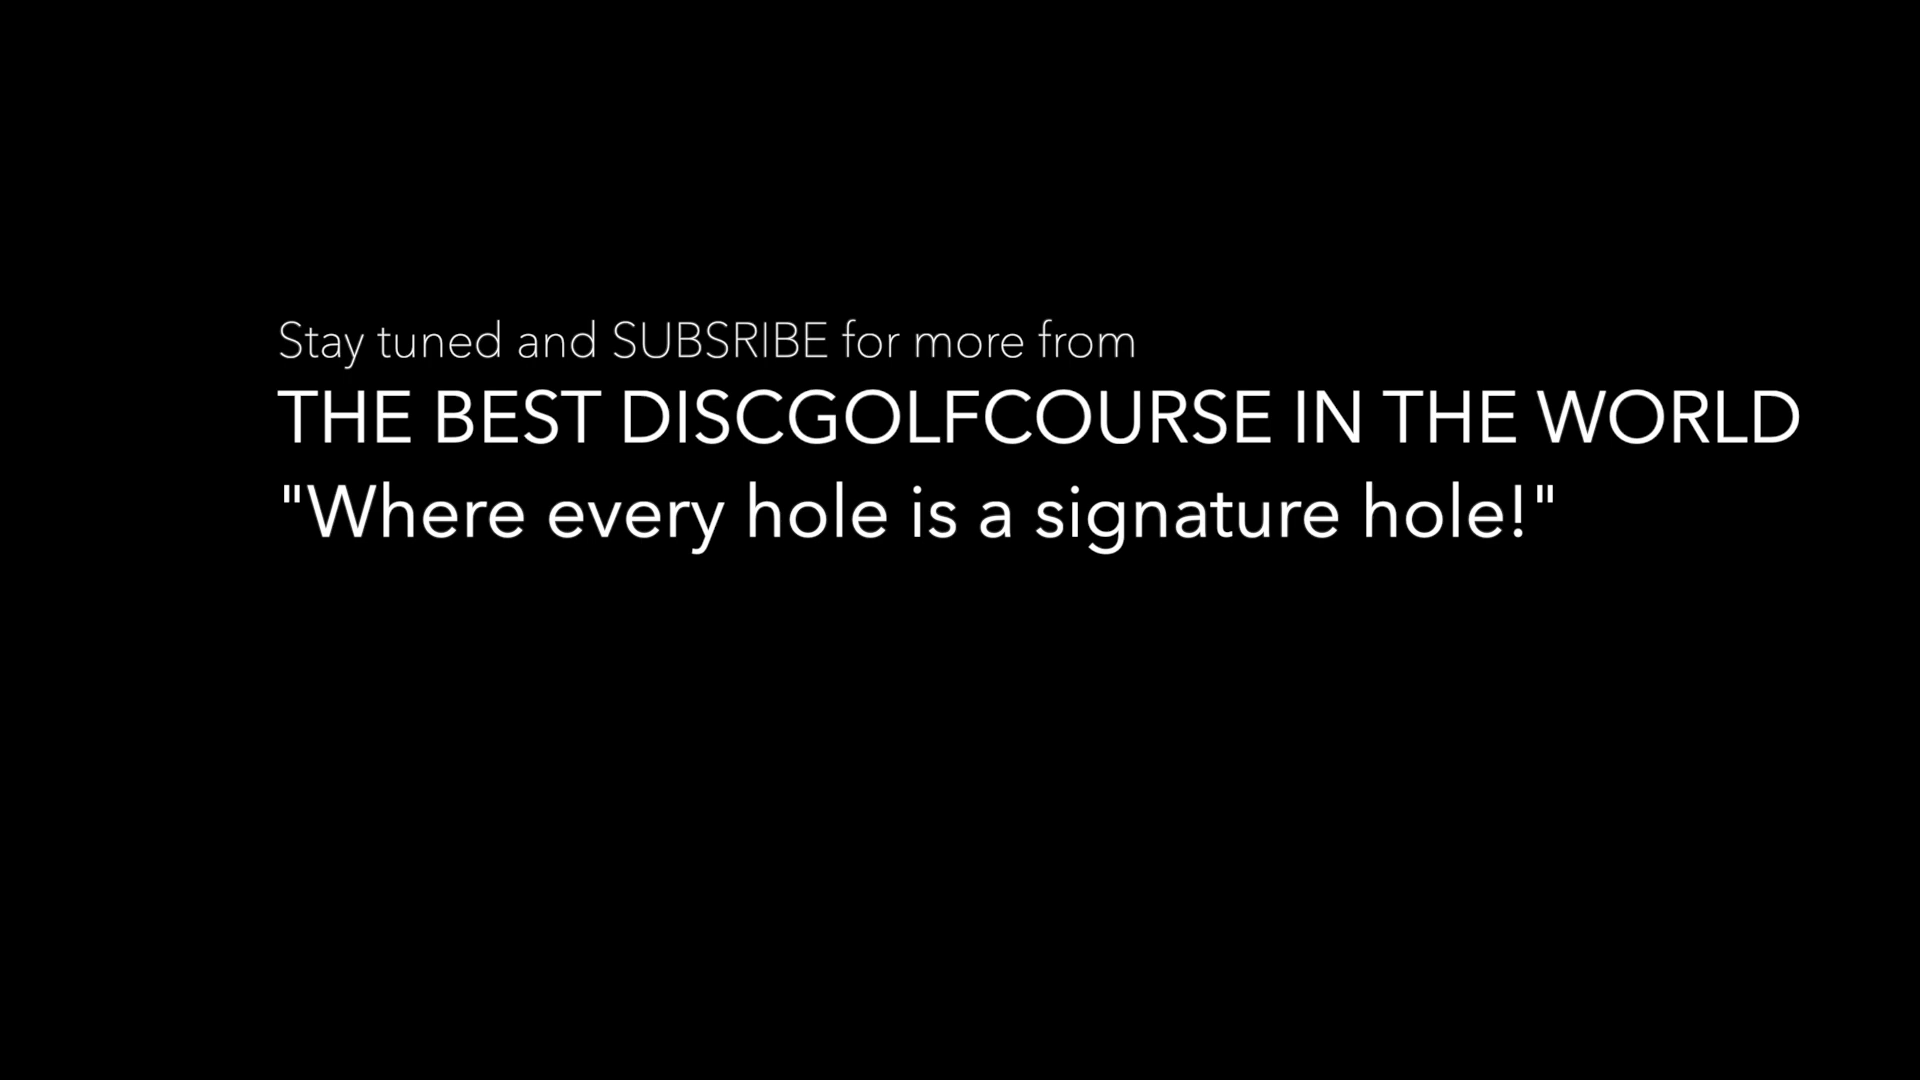 Stay tuned and SUBSRIBE for more from
THE BEST DISCGOLFCOURSE IN THE WORLD
"Where every hole is a signature hole!"